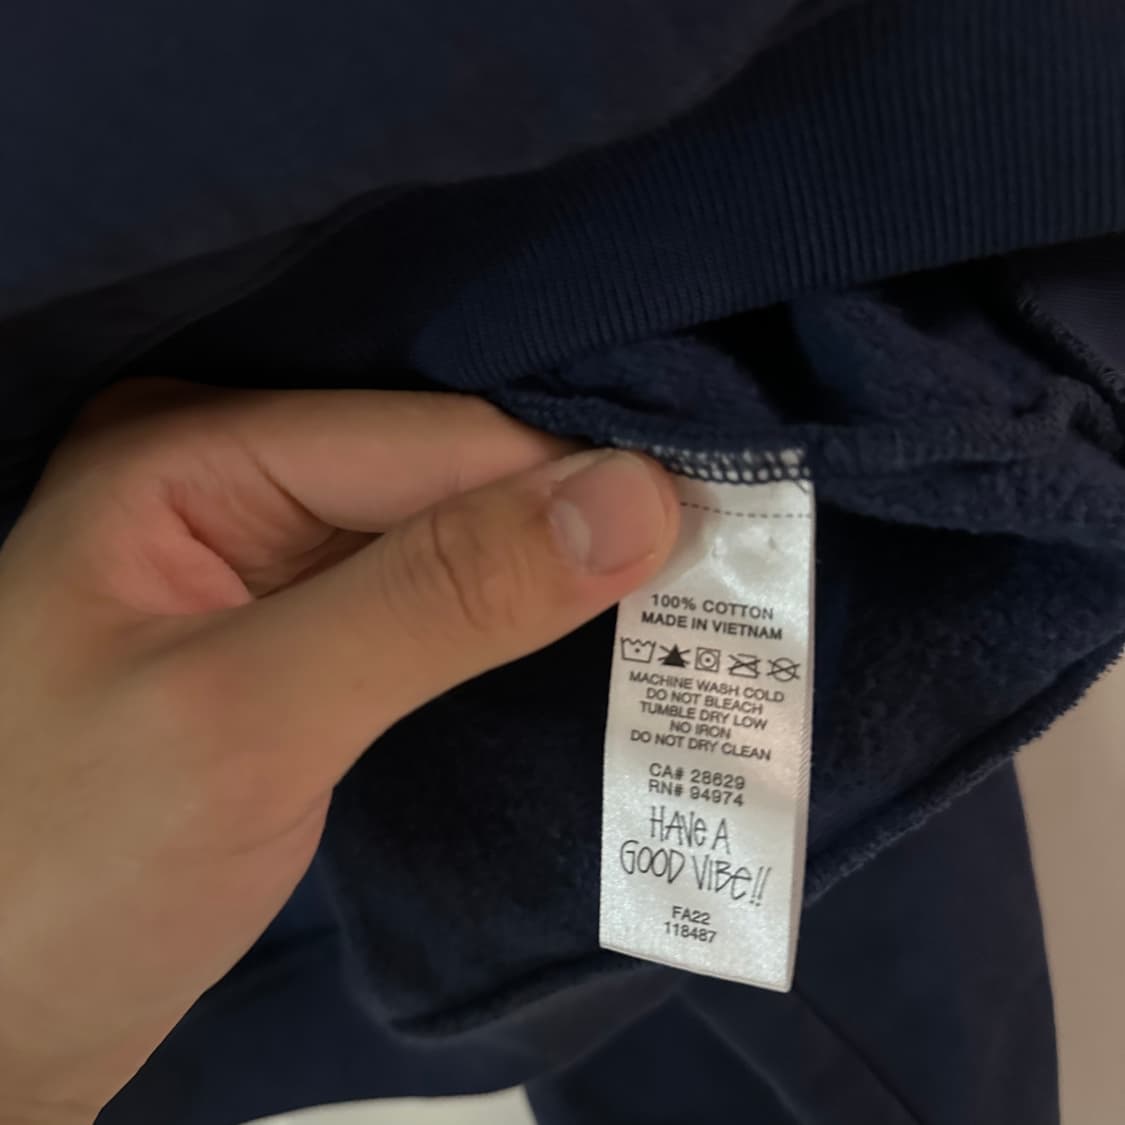 100% COTTON
MADE IN VIETNAM
MACHINE WASH COLD
DO NOT BLEACH
TUMBLE DRY LOW
NO IRON
DO NOT DRY CLEAN
CA# 28629
RN# 94974
HAVe A
GOOD VIBe!!
FA22
118487